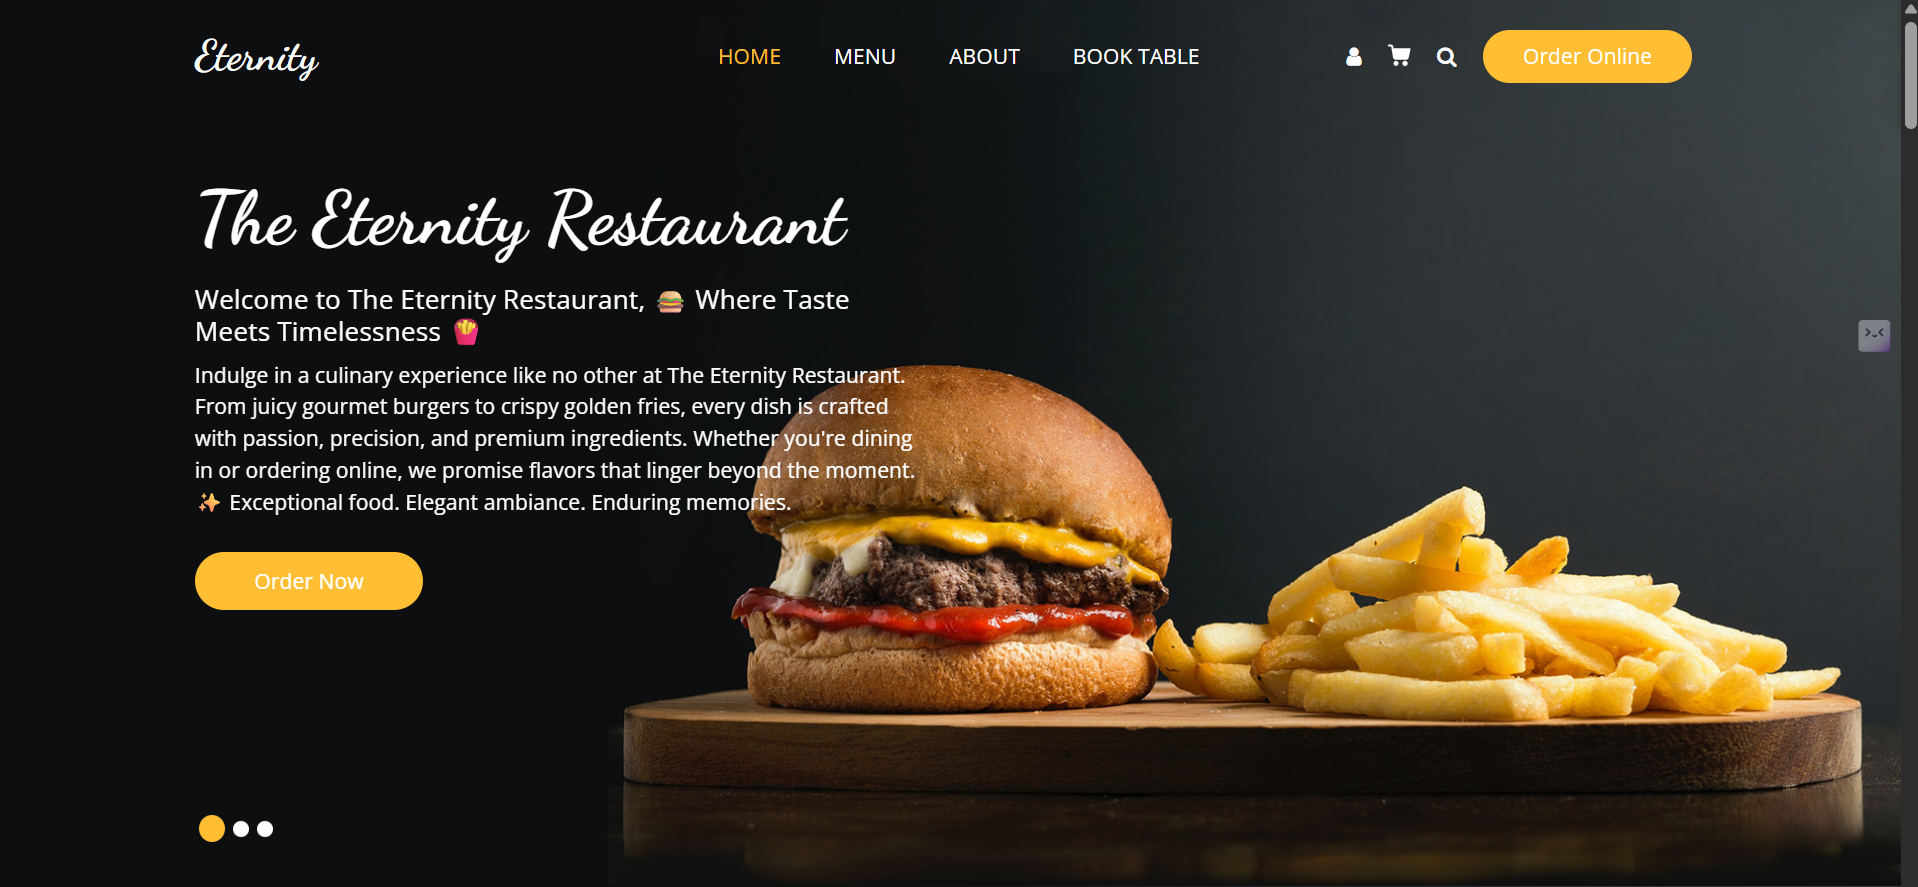 Eternity
HOME MENU ABOUT BOOK TABLE Order Online
The Eternity Restaurant
Welcome to The Eternity Restaurant, 🍔 Where Taste
Meets Timelessness 🍟
Indulge in a culinary experience like no other at The Eternity Restaurant.
From juicy gourmet burgers to crispy golden fries, every dish is crafted
with passion, precision, and premium ingredients. Whether you're dining
in or ordering online, we promise flavors that linger beyond the moment.
✨ Exceptional food. Elegant ambiance. Enduring memories.
Order Now